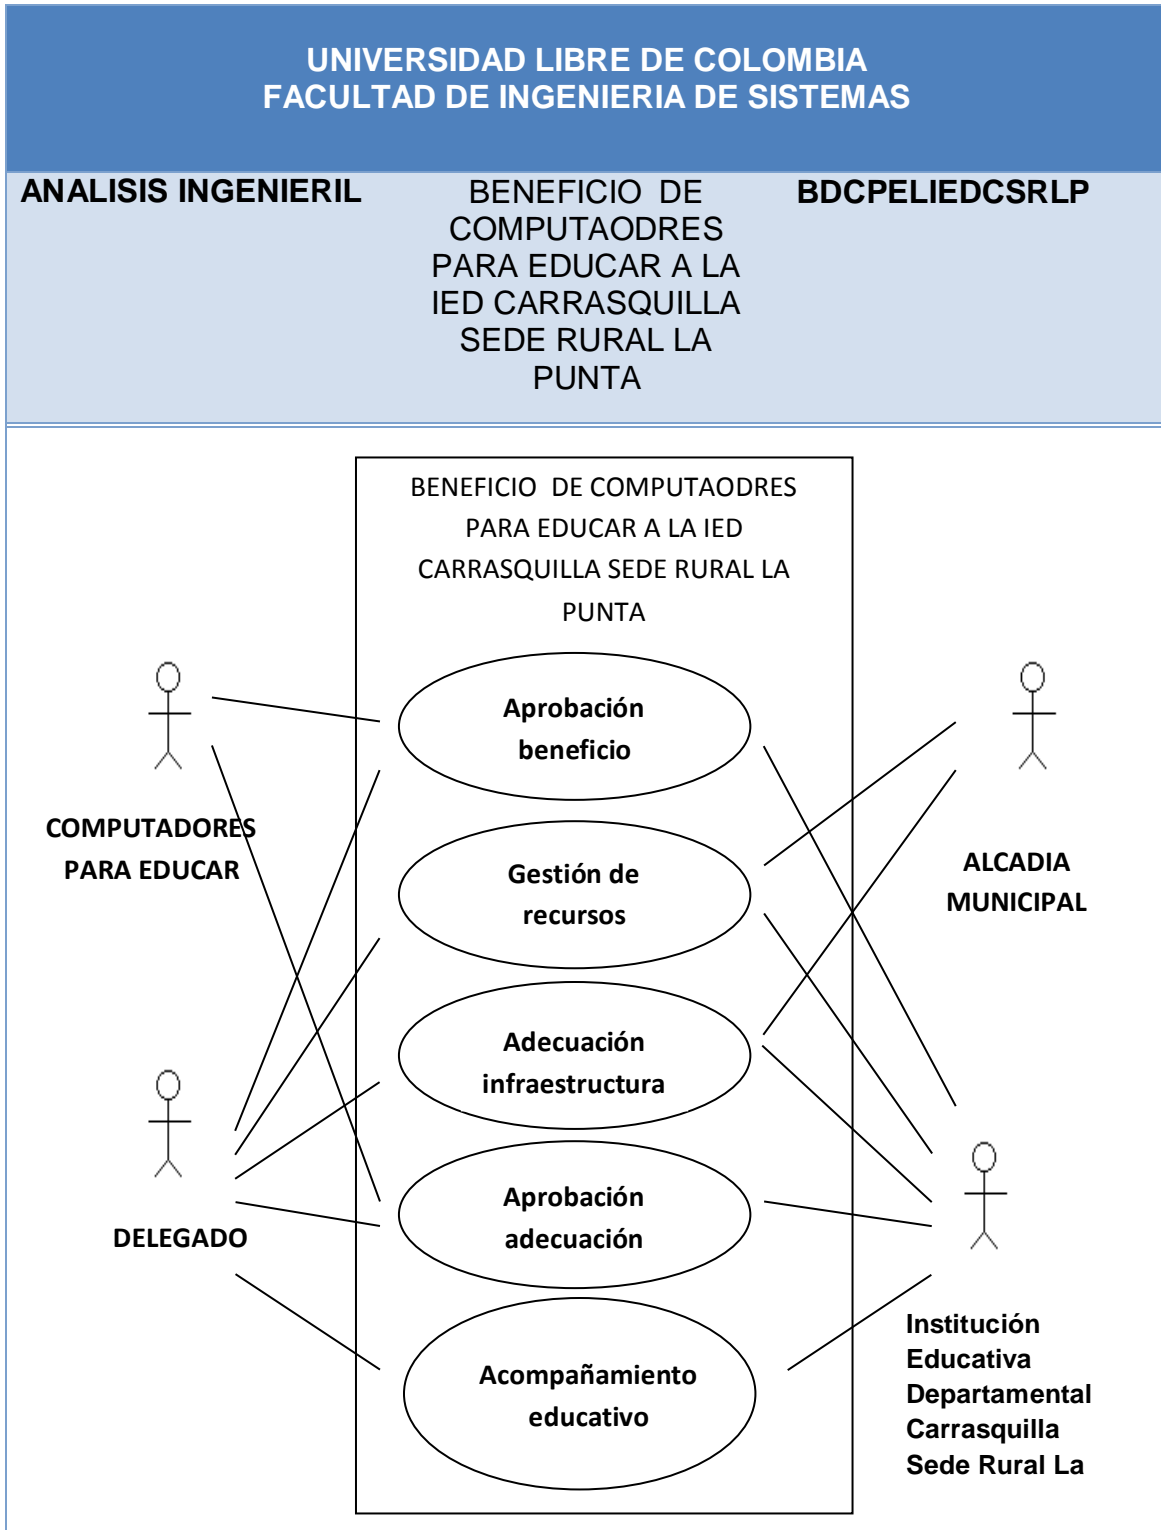 UNIVERSIDAD LIBRE DE COLOMBIA
FACULTAD DE INGENIERIA DE SISTEMAS
ANALISIS INGENIERIL
BENEFICIO DE
COMPUTAODRES
PARA EDUCAR A LA
IED CARRASQUILLA
SEDE RURAL LA
PUNTA
BDCPELIEDCSRLP
BENEFICIO DE COMPUTAODRES
PARA EDUCAR A LA IED
CARRASQUILLA SEDE RURAL LA
PUNTA
Aprobación
beneficio
COMPUTADORES
PARA EDUCAR
Gestión de
recursos
ALCADIA
MUNICIPAL
Adecuación
infraestructura
Aprobación
adecuación
DELEGADO
Acompañamiento
educativo
Institución
Educativa
Departamental
Carrasquilla
Sede Rural La